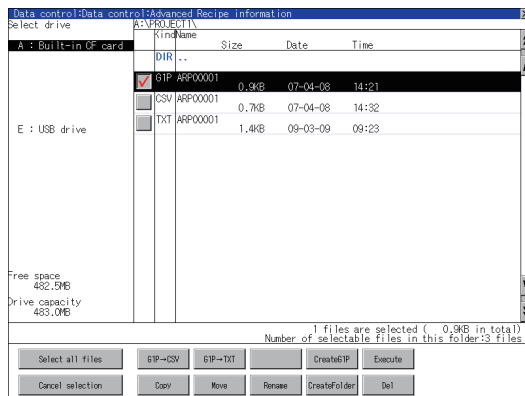 Data control:Data control:Advanced Recipe information
Select drive
A:\PROJECT1\
Kind Name
Size Date Time
A : Built-in CF card
DIR ..
G1P ARP00001
0.9KB 07-04-08 14:21
CSV ARP00001
0.7KB 07-04-08 14:32
TXT ARP00001
1.4KB 09-03-09 09:23
E : USB drive
Free space
482.5MB
Drive capacity
483.0MB
1 files are selected ( 0.9KB in total)
Number of selectable files in this folder:3 files
Select all files G1P→CSV G1P→TXT CreateG1P Execute
Cancel selection Copy Move Rename CreateFolder Del